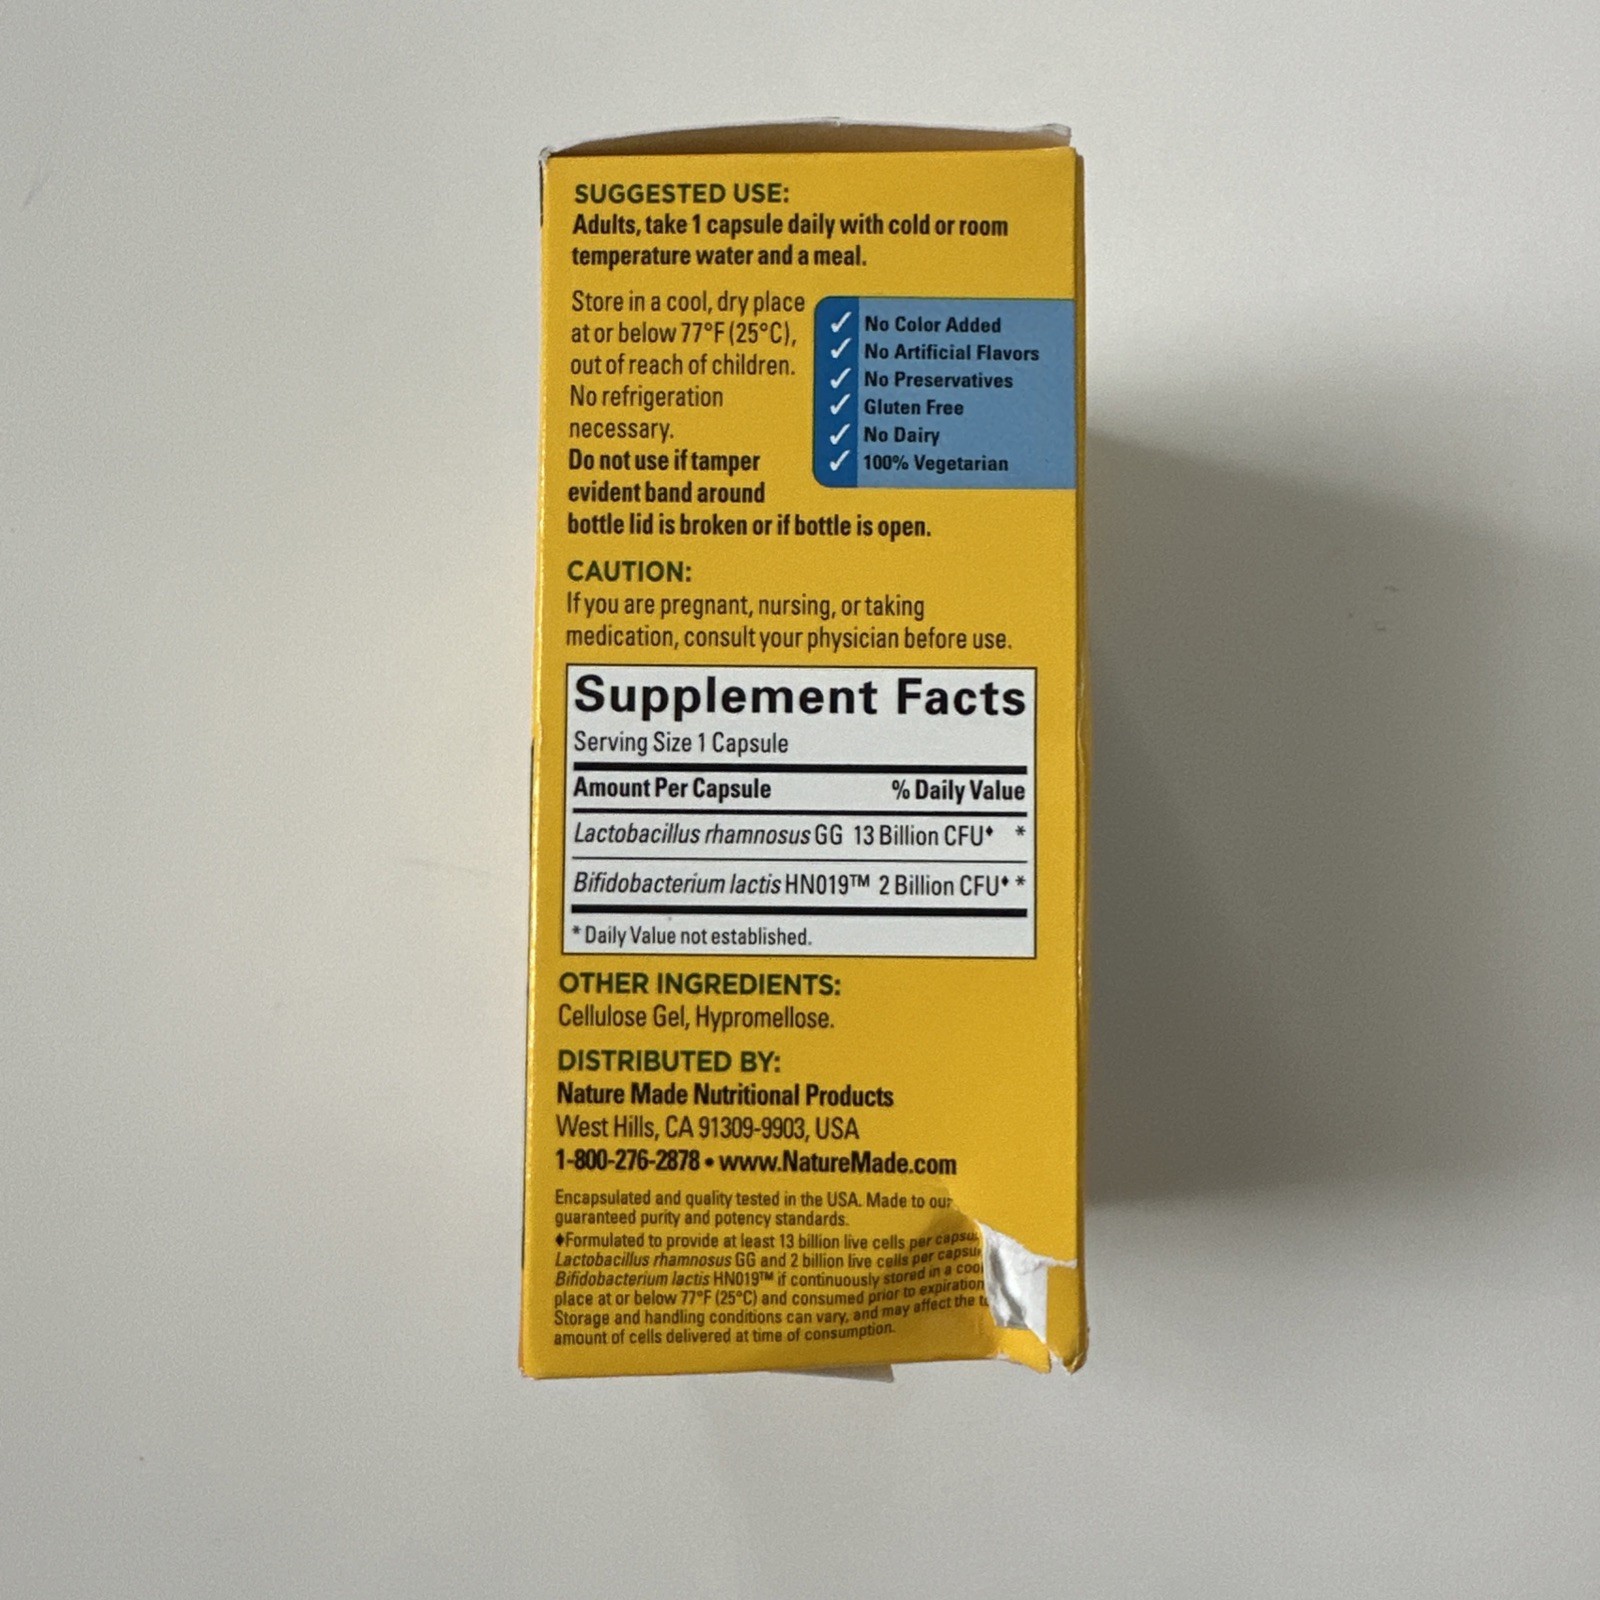 SUGGESTED USE:
Adults, take 1 capsule daily with cold or room
temperature water and a meal.
Store in a cool, dry place
at or below 77°F (25°C),
out of reach of children.
No refrigeration
necessary.
Do not use if tamper
evident band around
bottle lid is broken or if bottle is open.
✓ No Color Added
✓ No Artificial Flavors
✓ No Preservatives
✓ Gluten Free
✓ No Dairy
✓ 100% Vegetarian
CAUTION:
If you are pregnant, nursing, or taking
medication, consult your physician before use.
Supplement Facts
Serving Size 1 Capsule
Amount Per Capsule % Daily Value
Lactobacillus rhamnosus GG 13 Billion CFU♦ *
Bifidobacterium lactis HN019™ 2 Billion CFU♦ *
* Daily Value not established.
OTHER INGREDIENTS:
Cellulose Gel, Hypromellose.
DISTRIBUTED BY:
Nature Made Nutritional Products
West Hills, CA 91309-9903, USA
1-800-276-2878 • www.NatureMade.com
Encapsulated and quality tested in the USA. Made to our
guaranteed purity and potency standards.
♦Formulated to provide at least 13 billion live cells per
Lactobacillus rhamnosus GG and 2 billion live cells per
Bifidobacterium lactis HN019™ if continuously stored in a
place at or below 77°F (25°C) and consumed prior to expiration
Storage and handling conditions can vary, and may affect the
amount of cells delivered at time of consumption.